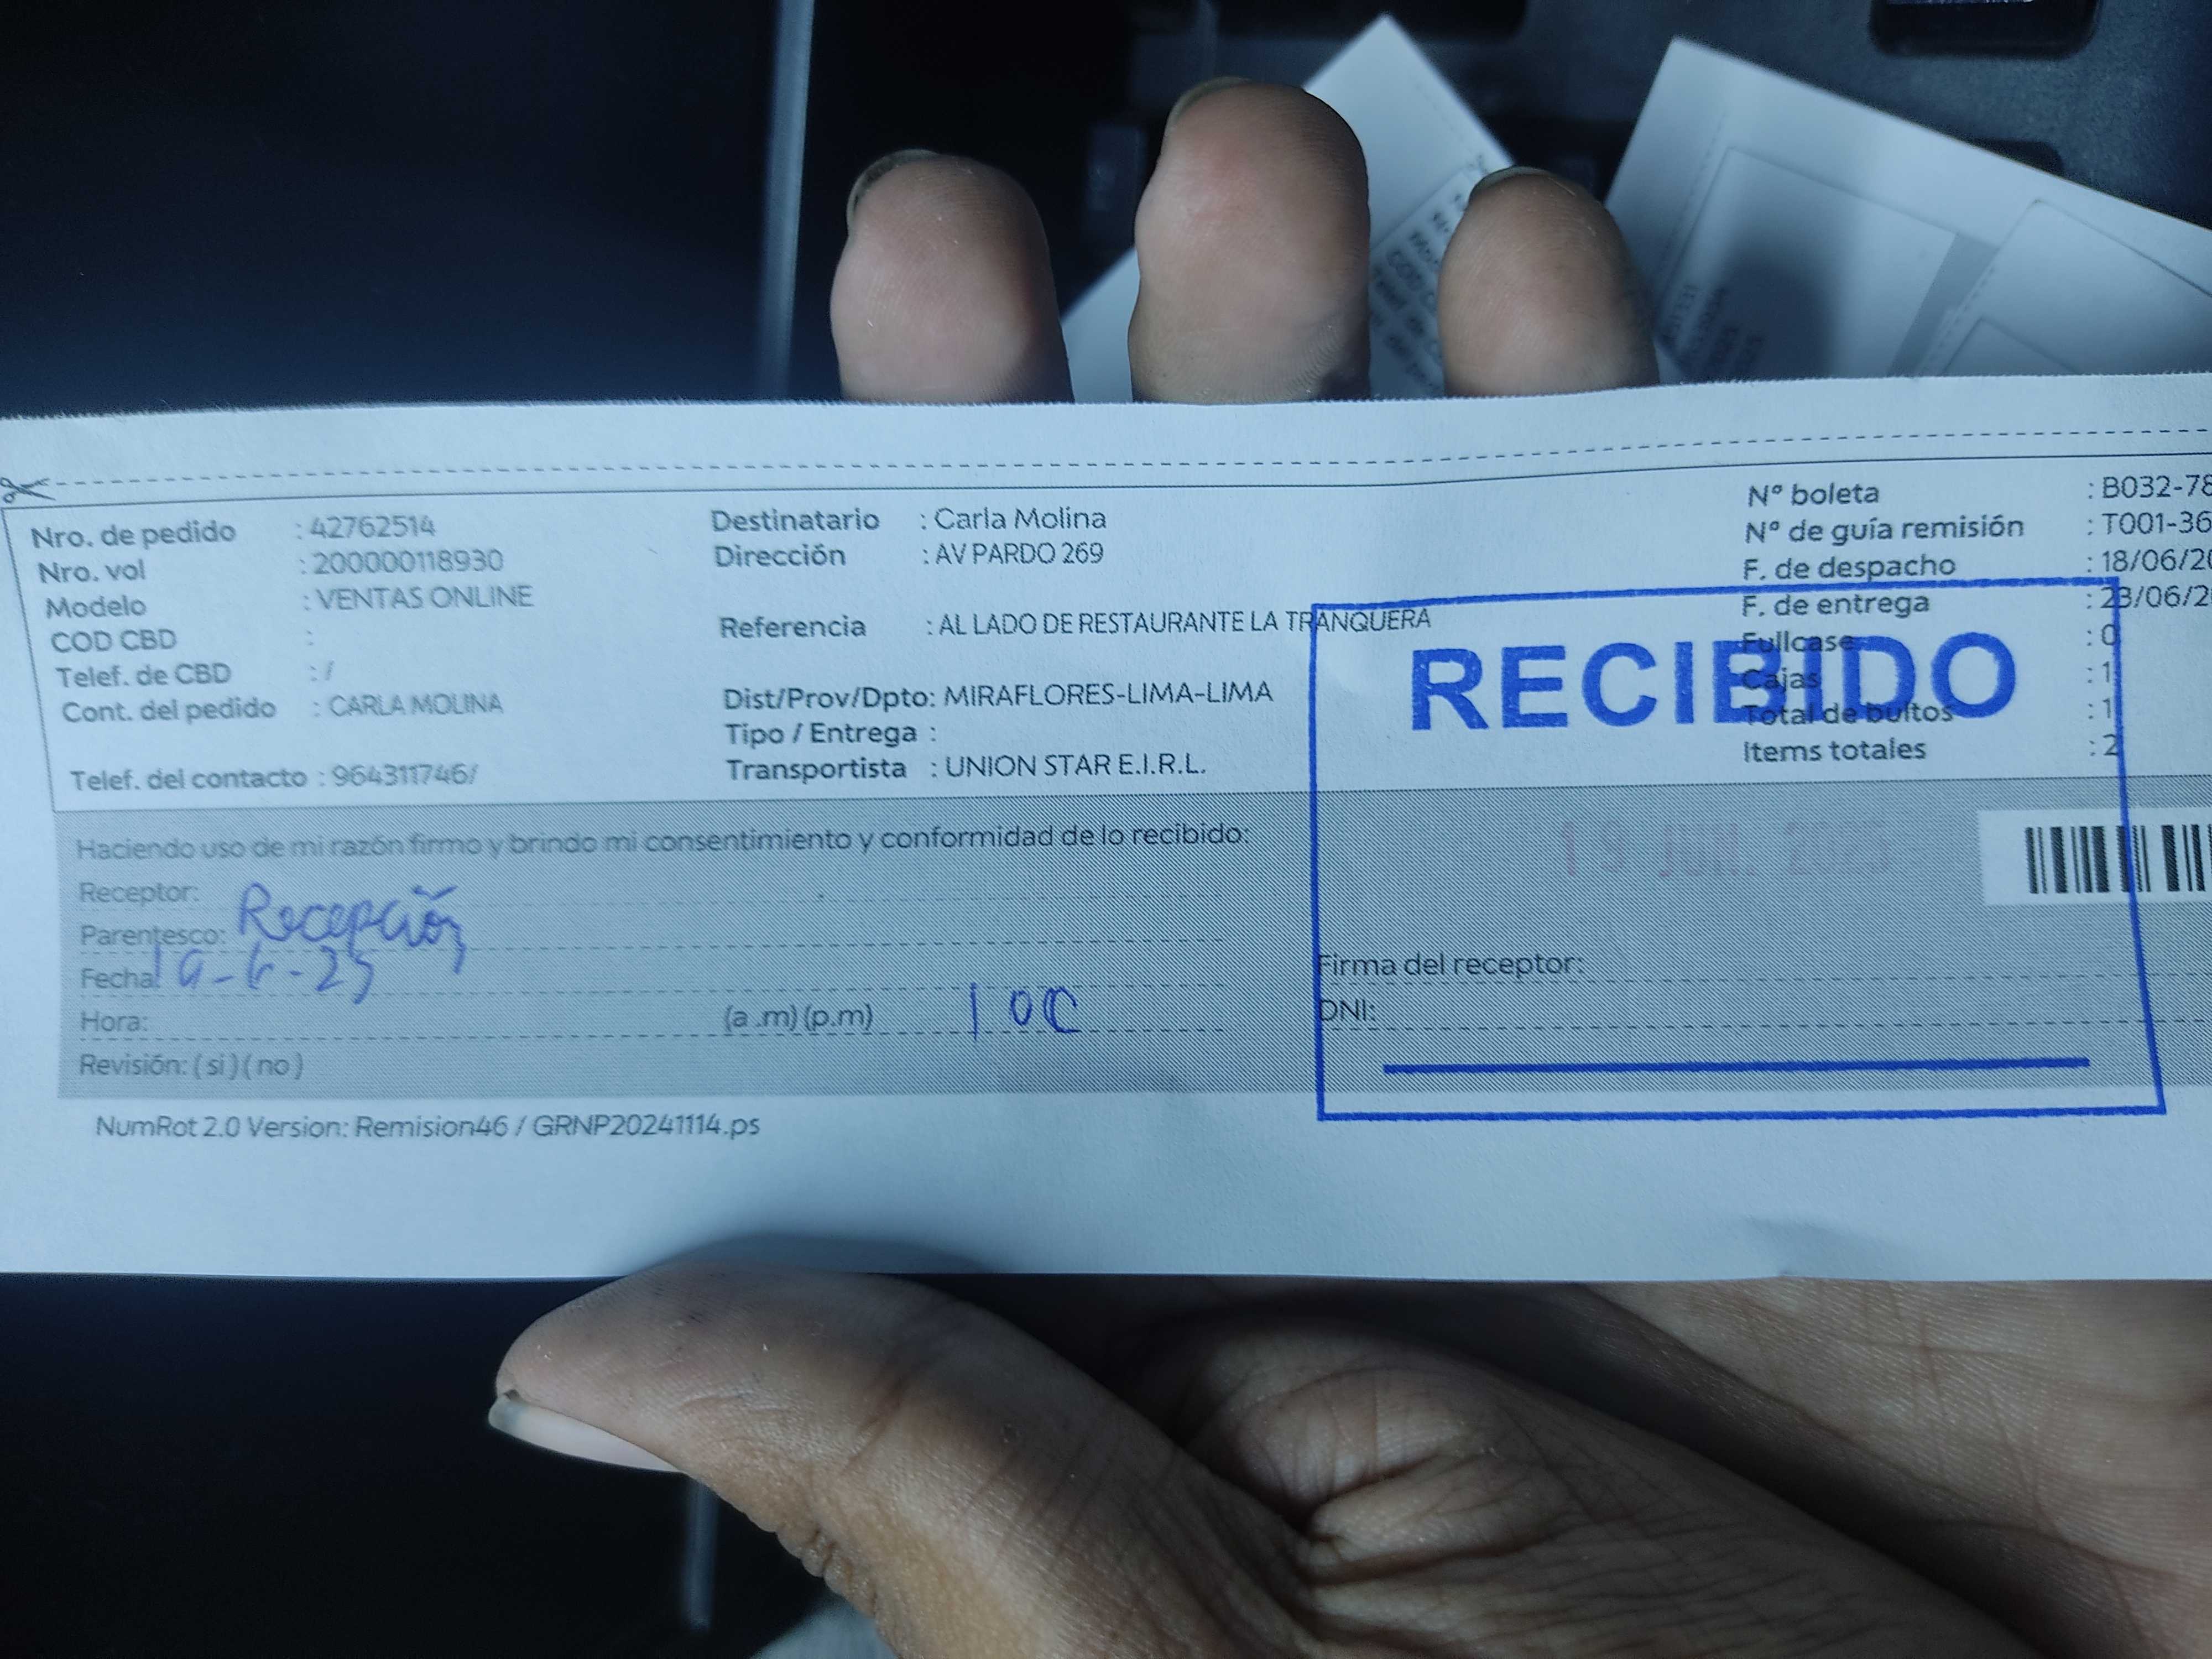 Nro. de pedido : 42762514
Nro. vol : 200000118930
Modelo : VENTAS ONLINE
COD CBD :
Telef. de CBD : /
Cont. del pedido : CARLA MOLINA
Telef. del contacto : 964311746/
Destinatario : Carla Molina
Dirección : AV PARDO 269
Referencia : AL LADO DE RESTAURANTE LA TRANQUERA
Dist/Prov/Dpto: MIRAFLORES-LIMA-LIMA
Tipo / Entrega :
Transportista : UNION STAR E.I.R.L.
Nº boleta : B032-78
Nº de guía remisión : T001-36
F. de despacho : 18/06/20
F. de entrega : 23/06/2
Fullcase : 0
Cajas : 1
Total de bultos : 1
Items totales : 2
RECIBIDO
19 JUN. 2025
Haciendo uso de mi razón firmo y brindo mi consentimiento y conformidad de lo recibido:
Receptor:
Parentesco: Recepción
Fecha: 19-6-25
Hora: (a .m) (p.m)
Revisión: ( si ) ( no )
Firma del receptor:
DNI:
NumRot 2.0 Version: Remision46 / GRNP20241114.ps